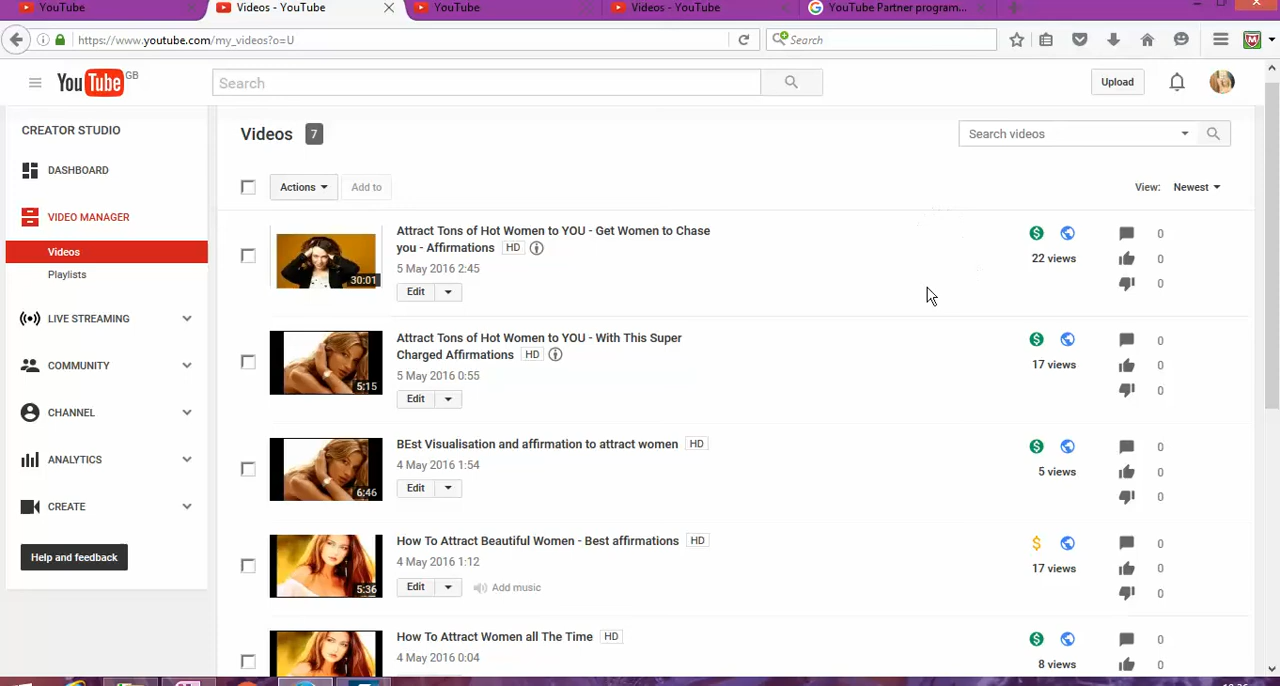 YouTube
Videos - YouTube
YouTube
Videos - YouTube
YouTube Partner program...
https://www.youtube.com/my_videos?o=U
Search
YouTube GB
Search
Upload
CREATOR STUDIO
DASHBOARD
VIDEO MANAGER
Videos
Playlists
LIVE STREAMING
COMMUNITY
CHANNEL
ANALYTICS
CREATE
Help and feedback
Videos 7
Search videos
Actions
Add to
View: Newest
Attract Tons of Hot Women to YOU - Get Women to Chase
you - Affirmations HD
5 May 2016 2:45
Edit
30:01
22 views
0
0
0
Attract Tons of Hot Women to YOU - With This Super
Charged Affirmations HD
5 May 2016 0:55
Edit
5:15
17 views
0
0
0
BEst Visualisation and affirmation to attract women HD
4 May 2016 1:54
Edit
6:46
5 views
0
0
0
How To Attract Beautiful Women - Best affirmations HD
4 May 2016 1:12
Edit
Add music
5:36
17 views
0
0
0
How To Attract Women all The Time HD
4 May 2016 0:04
8 views
0
0